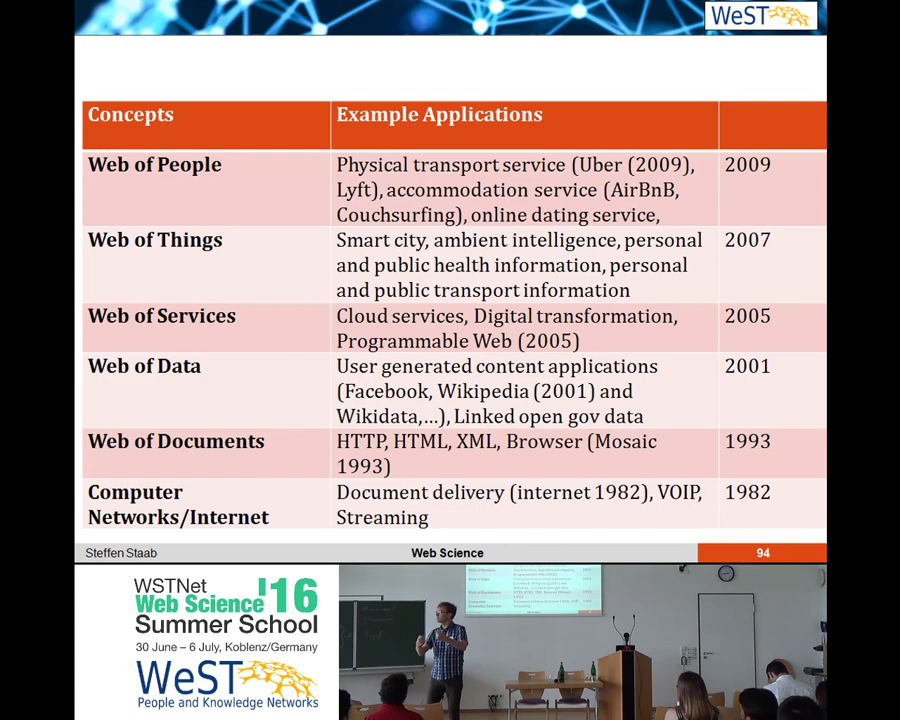 WeST
Concepts
Example Applications
Web of People
Physical transport service (Uber (2009),
Lyft), accommodation service (AirBnB,
Couchsurfing), online dating service,
2009
Web of Things
Smart city, ambient intelligence, personal
and public health information, personal
and public transport information
2007
Web of Services
Cloud services, Digital transformation,
Programmable Web (2005)
2005
Web of Data
User generated content applications
(Facebook, Wikipedia (2001) and
Wikidata,...), Linked open gov data
2001
Web of Documents
HTTP, HTML, XML, Browser (Mosaic
1993)
1993
Computer
Networks/Internet
Document delivery (internet 1982), VOIP,
Streaming
1982
Steffen Staab
Web Science
94
WSTNet
Web Science '16
Summer School
30 June – 6 July, Koblenz/Germany
WeST
People and Knowledge Networks